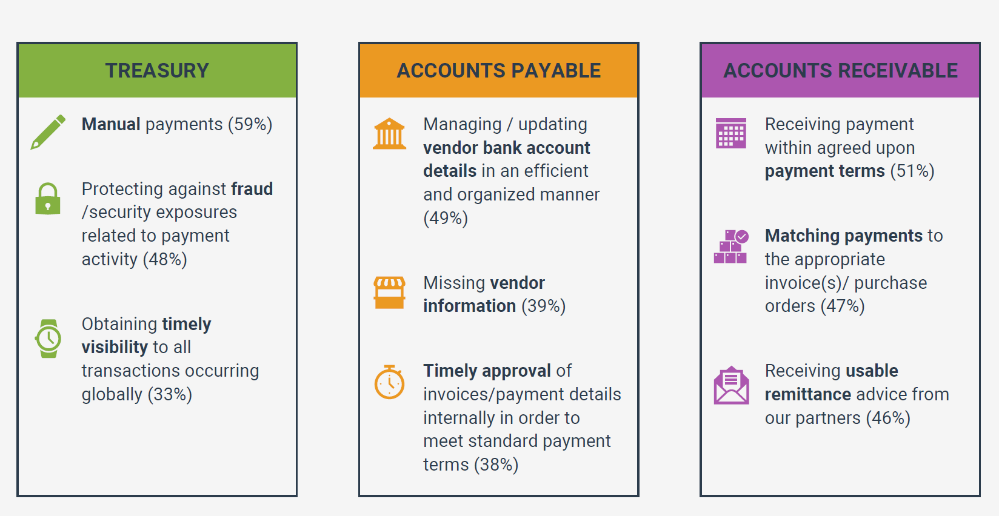 TREASURY
Manual payments (59%)
Protecting against fraud
/security exposures
related to payment
activity (48%)
Obtaining timely
visibility to all
transactions occurring
globally (33%)
ACCOUNTS PAYABLE
Managing / updating
vendor bank account
details in an efficient
and organized manner
(49%)
Missing vendor
information (39%)
Timely approval of
invoices/payment details
internally in order to
meet standard payment
terms (38%)
ACCOUNTS RECEIVABLE
Receiving payment
within agreed upon
payment terms (51%)
Matching payments to
the appropriate
invoice(s)/ purchase
orders (47%)
Receiving usable
remittance advice from
our partners (46%)